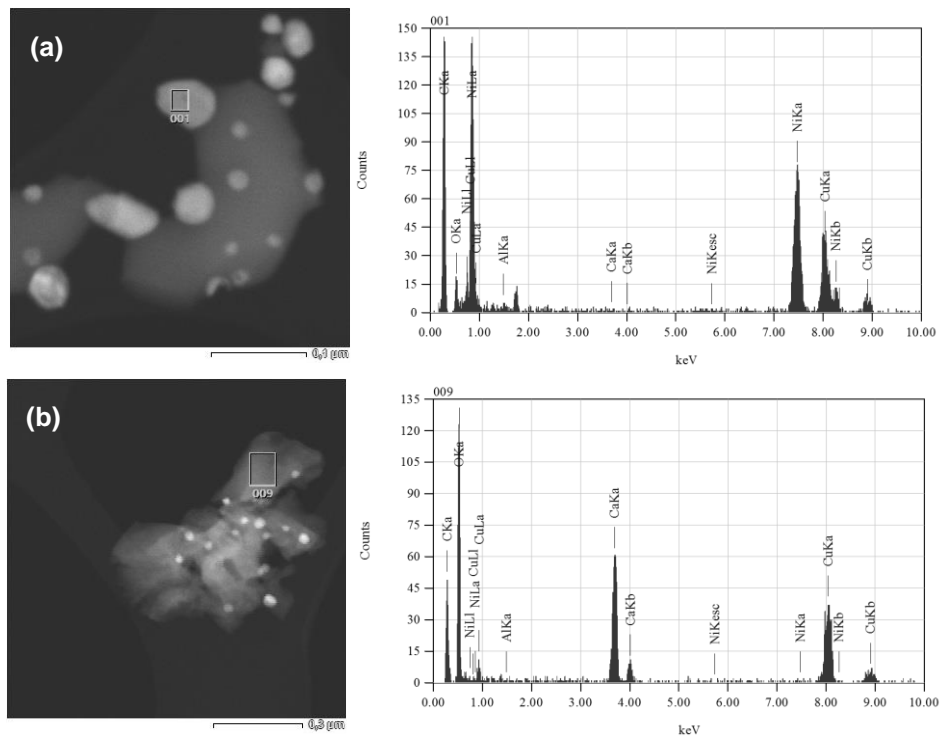 (a)
001
0,1 µm
001
Counts
150
135
120
105
90
75
60
45
30
15
0
CKa
OKa
NiLl
NiLa
CuLl
CuLa
AlKa
CaKa
CaKb
NiKesc
NiKa
CuKa
NiKb
CuKb
0.00 1.00 2.00 3.00 4.00 5.00 6.00 7.00 8.00 9.00 10.00
keV
(b)
009
0,3 µm
009
Counts
135
120
105
90
75
60
45
30
15
0
CKa
OKa
NiLl
NiLa
CuLl
CuLa
AlKa
CaKa
CaKb
NiKesc
NiKa
CuKa
NiKb
CuKb
0.00 1.00 2.00 3.00 4.00 5.00 6.00 7.00 8.00 9.00 10.00
keV